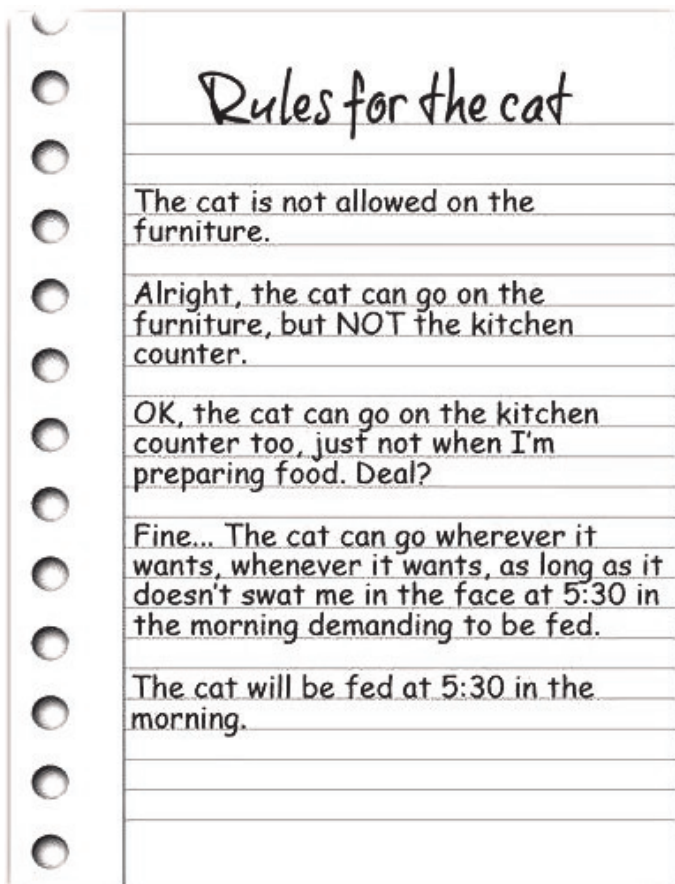 Rules for the cat
The cat is not allowed on the
furniture.
Alright, the cat can go on the
furniture, but NOT the kitchen
counter.
OK, the cat can go on the kitchen
counter too, just not when I'm
preparing food. Deal?
Fine... The cat can go wherever it
wants, whenever it wants, as long as it
doesn't swat me in the face at 5:30 in
the morning demanding to be fed.
The cat will be fed at 5:30 in the
morning.